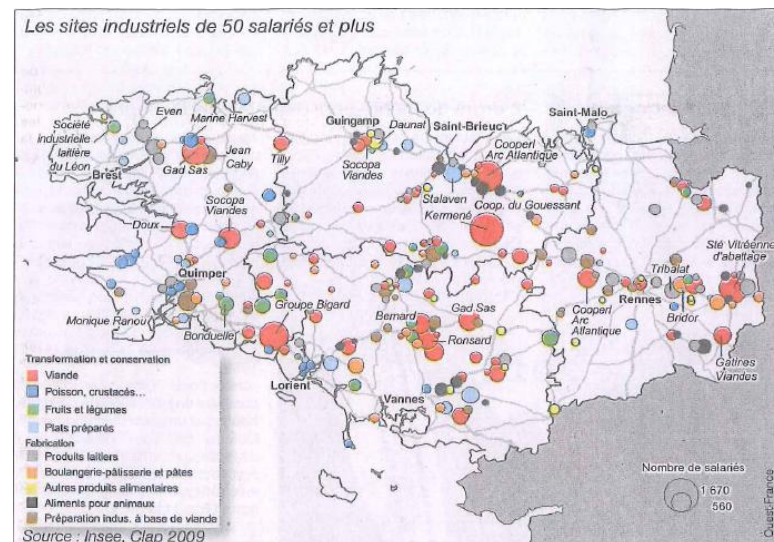 Les sites industriels de 50 salariés et plus
Even
Marine Harvest
Société
industrielle
laitière
du Léon
Brest
Gad Sas
Jean
Caby
Tilly
Guingamp
Daunat
Saint-Brieuc
Socopa
Viandes
Cooperl
Arc Atlantique
Saint-Malo
Stalaven
Coop. du Gouessant
Kermené
Socopa
Viandes
Doux
Quimper
Monique Ranou
Bonduelle
Groupe Bigard
Lorient
Bernard
Gad Sas
Ronsard
Vannes
Cooperl
Arc
Atlantique
Rennes
Tribalat
Bridor
Sté Vitréenne
d'abattage
Gatines
Viandes
Transformation et conservation
Viande
Poisson, crustacés...
Fruits et légumes
Plats préparés
Fabrication
Produits laitiers
Boulangerie-pâtisserie et pâtes
Autres produits alimentaires
Aliments pour animaux
Préparation indus. à base de viande
Nombre de salariés
1 670
560
Ouest-France
Source : Insee, Clap 2009